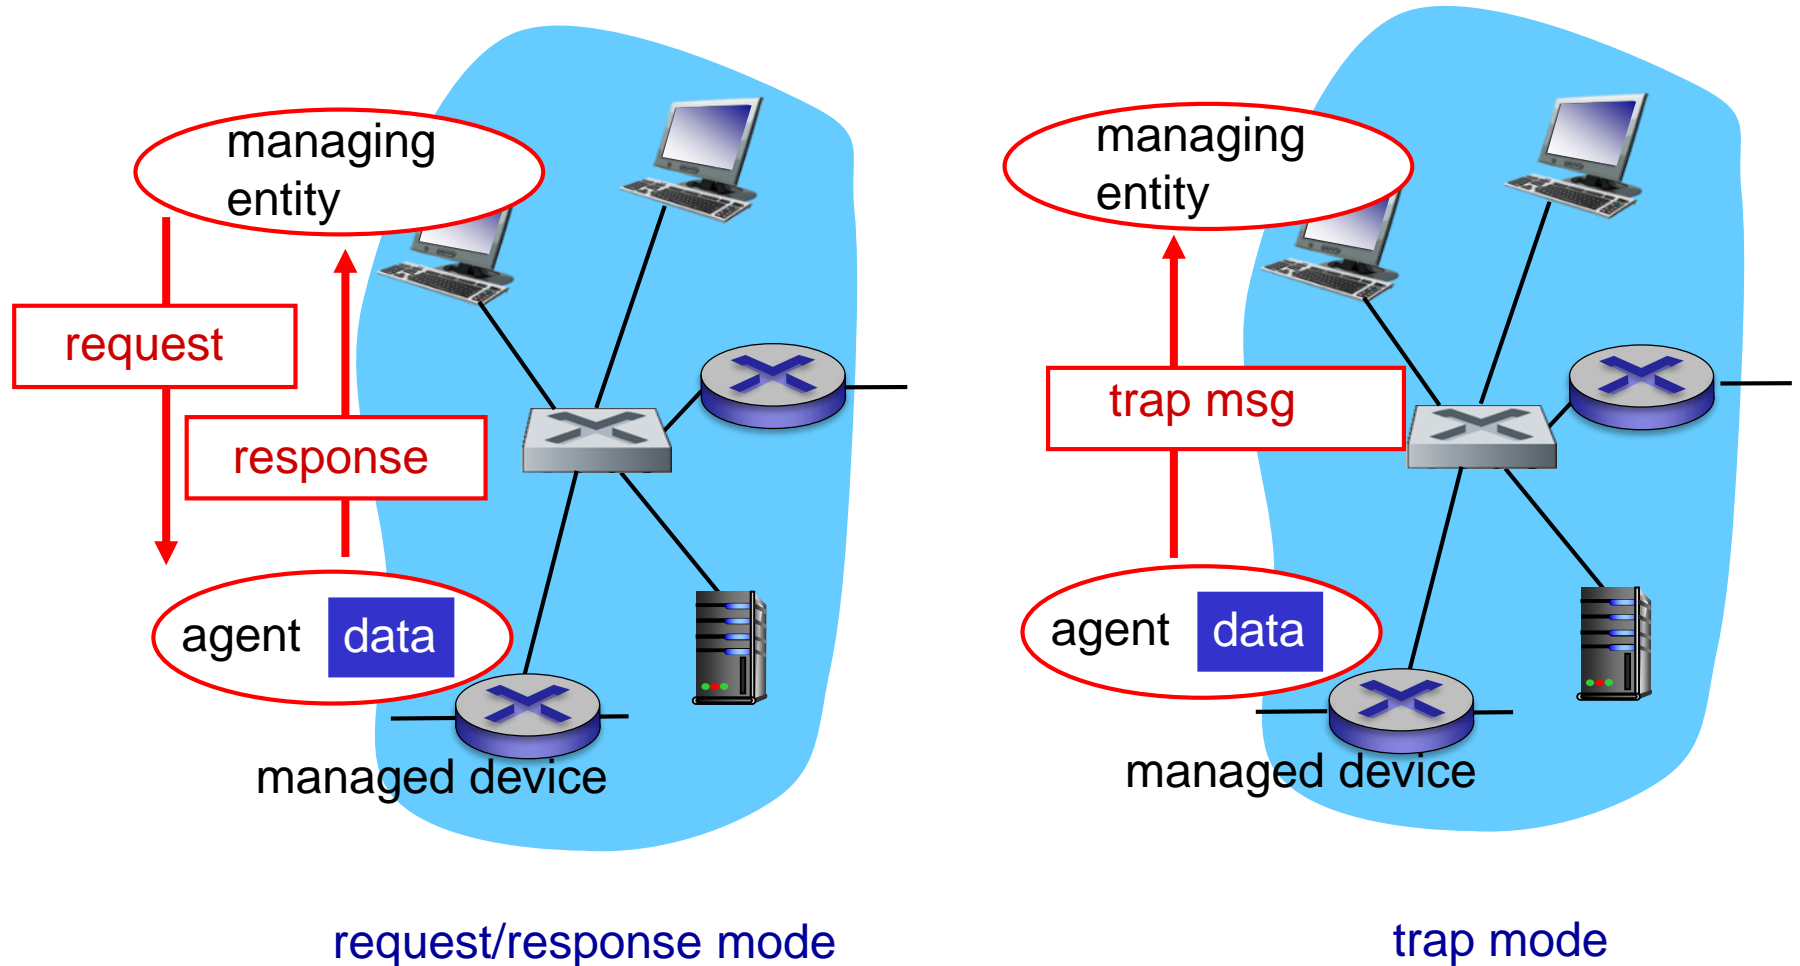 managing
entity
request
response
agent
data
managed device
request/response mode
managing
entity
trap msg
agent
data
managed device
trap mode